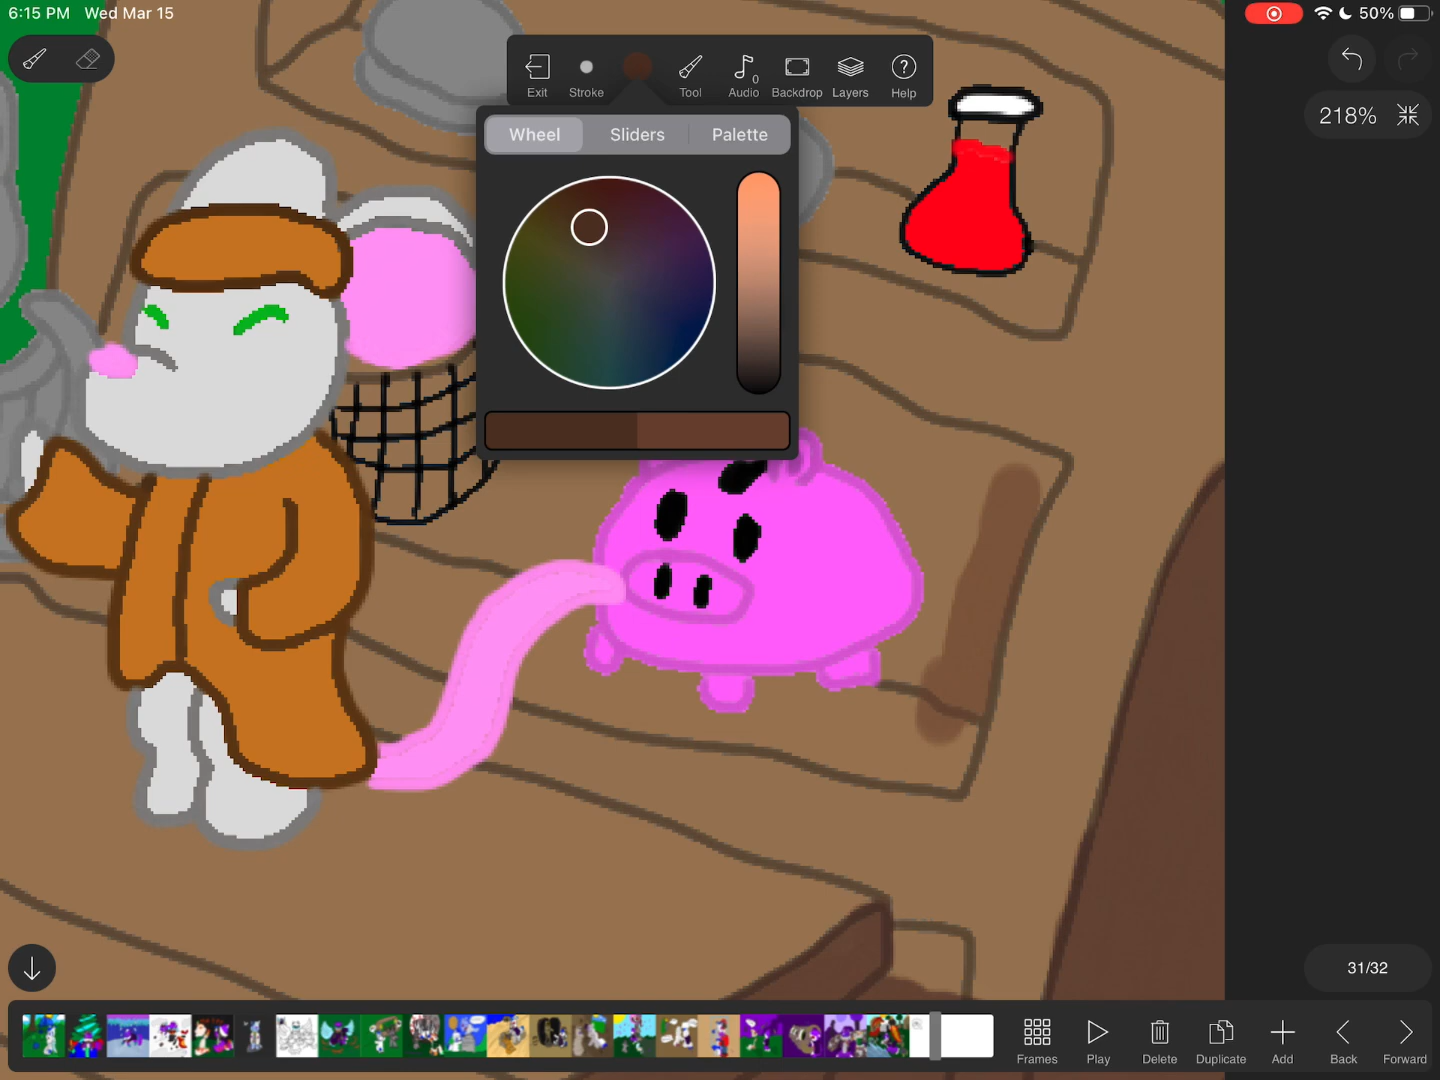 6:15 PM Wed Mar 15
50%
Exit Stroke Tool Audio 0 Backdrop Layers Help
218%
Wheel Sliders Palette
31/32
Frames Play Delete Duplicate Add Back Forward